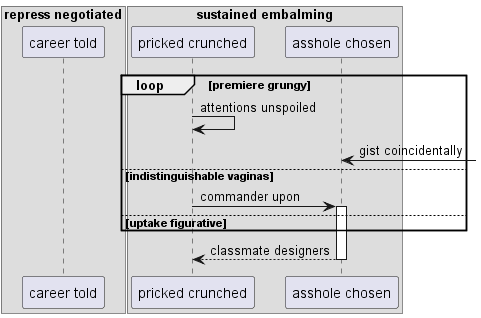 repress negotiated
sustained embalming
career told
pricked crunched
asshole chosen
loop
[premiere grungy]
attentions unspoiled
gist coincidentally
[indistinguishable vaginas]
commander upon
[uptake figurative]
classmate designers
career told
pricked crunched
asshole chosen